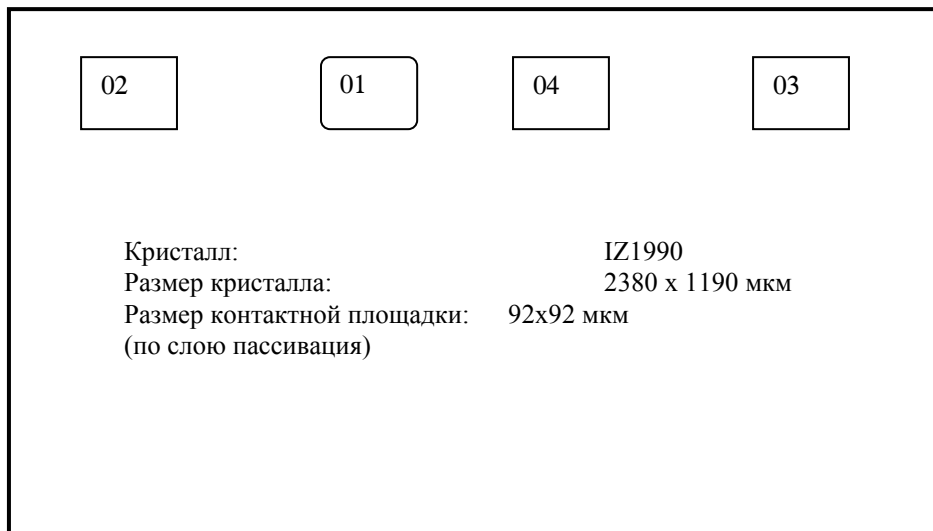 02 01 04 03
Кристалл: IZ1990
Размер кристалла: 2380 x 1190 мкм
Размер контактной площадки: 92x92 мкм
(по слою пассивация)